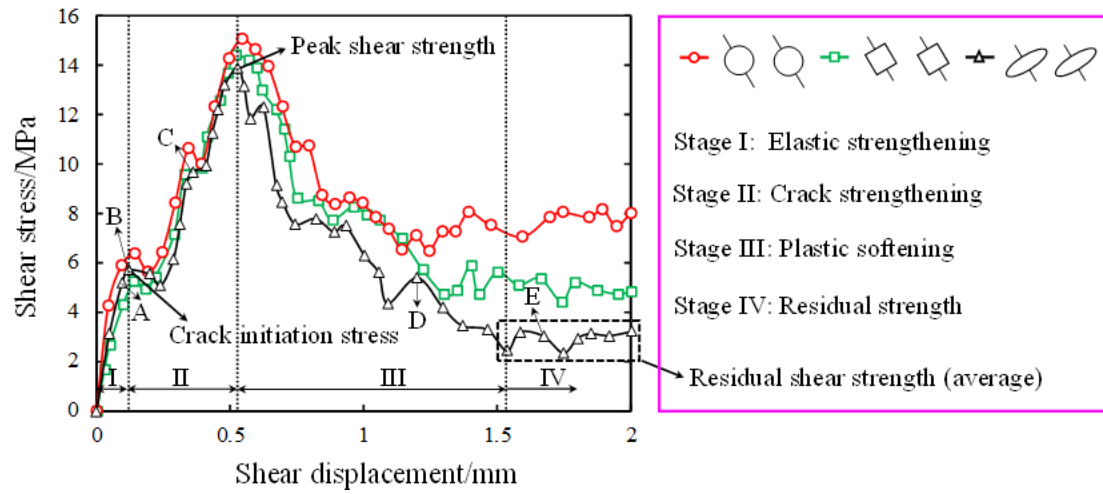 Shear stress/MPa
16
14
12
10
8
6
4
2
0
0
0.5
1
1.5
2
Shear displacement/mm
Peak shear strength
C
B
A
Crack initiation stress
D
E
I
II
III
IV
Residual shear strength (average)
Stage I: Elastic strengthening
Stage II: Crack strengthening
Stage III: Plastic softening
Stage IV: Residual strength